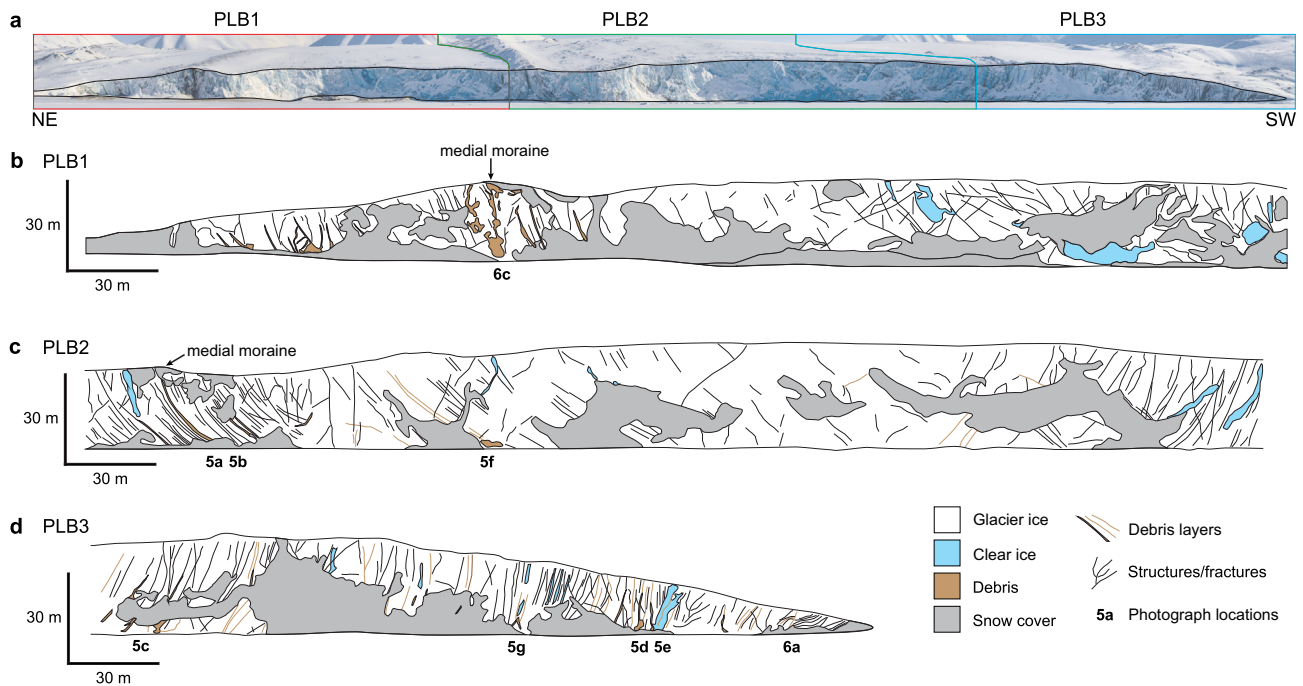 a
PLB1 PLB2 PLB3
NE SW
b PLB1
medial moraine
30 m
30 m
6c
c PLB2
medial moraine
30 m
30 m
5a 5b 5f
d PLB3
30 m
30 m
5c 5g 5d 5e 6a
Glacier ice
Clear ice
Debris
Snow cover
Debris layers
Structures/fractures
5a Photograph locations